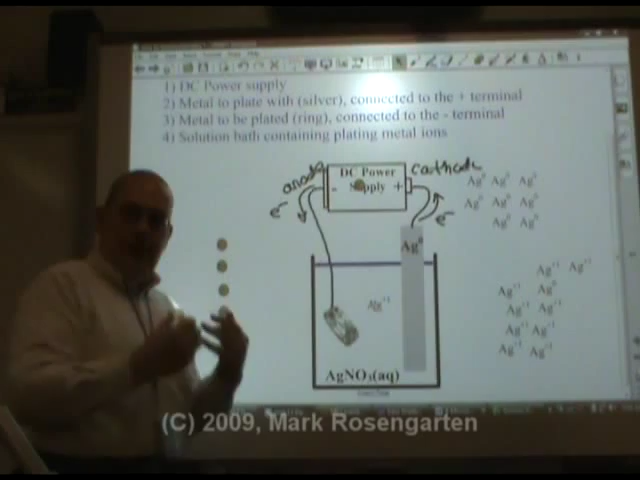 1) DC Power supply
2) Metal to plate with (silver), connected to the + terminal
3) Metal to be plated (ring), connected to the - terminal
4) Solution bath containing plating metal ions
anode
cathode
DC Power
Supply
- +
e⁻
e⁻
Ag⁰
Ag⁺¹
AgNO₃(aq)
Ag⁰ Ag⁰ Ag⁰
Ag⁰ Ag⁰ Ag⁰
Ag⁰ Ag⁰
Ag⁺¹ Ag⁺¹
Ag⁺¹ Ag⁰
Ag⁺¹ Ag⁺¹
Ag⁺¹ Ag⁺¹
Ag⁺¹ Ag⁺¹
(C) 2009, Mark Rosengarten